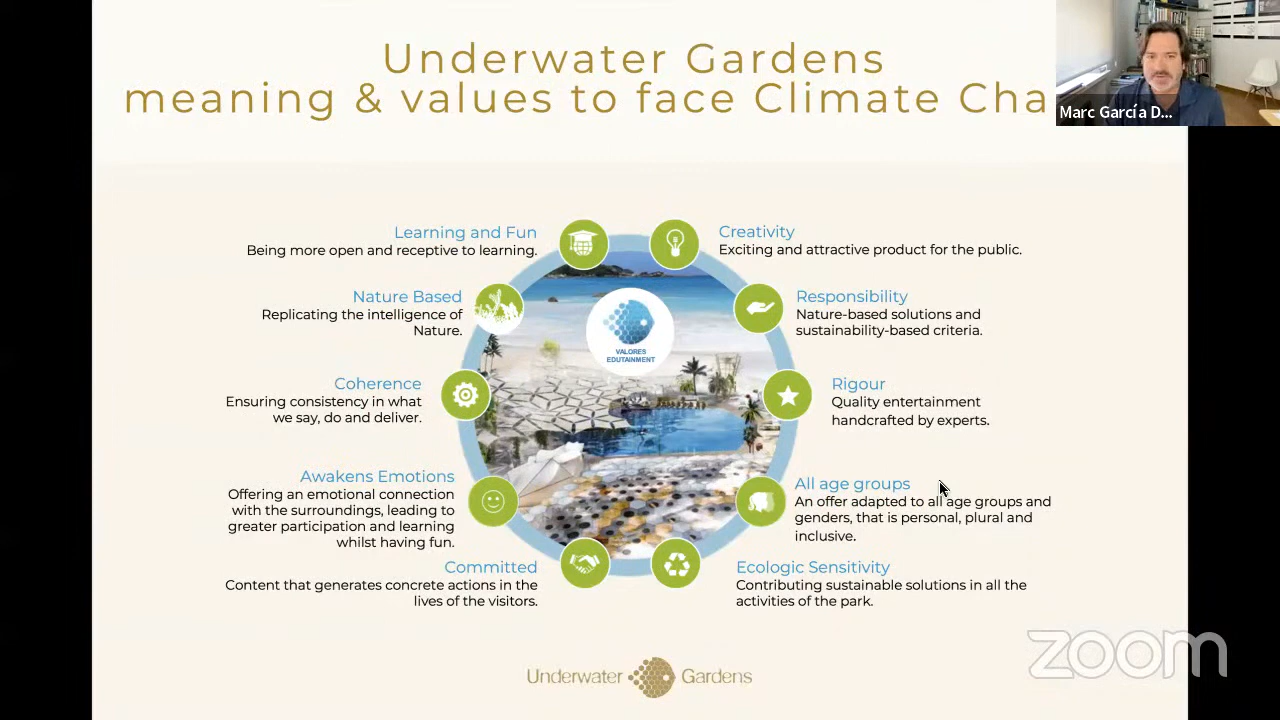 Underwater Gardens
meaning & values to face Climate Cha
Marc García D...
Learning and Fun
Being more open and receptive to learning.
Creativity
Exciting and attractive product for the public.
Nature Based
Replicating the intelligence of
Nature.
Responsibility
Nature-based solutions and
sustainability-based criteria.
VALORES
EDUTAINMENT
Coherence
Ensuring consistency in what
we say, do and deliver.
Rigour
Quality entertainment
handcrafted by experts.
Awakens Emotions
Offering an emotional connection
with the surroundings, leading to
greater participation and learning
whilst having fun.
All age groups
An offer adapted to all age groups and
genders, that is personal, plural and
inclusive.
Committed
Content that generates concrete actions in the
lives of the visitors.
Ecologic Sensitivity
Contributing sustainable solutions in all the
activities of the park.
zoom
Underwater Gardens